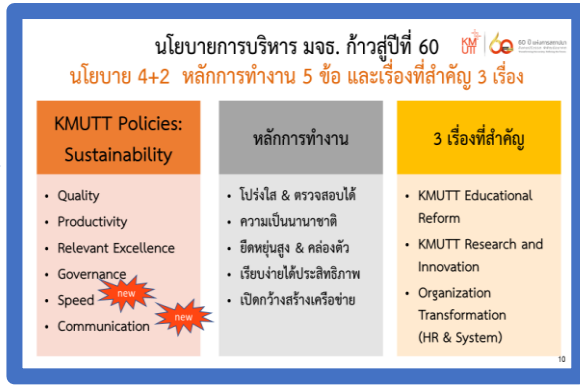 นโยบายการบริหาร มจธ. ก้าวสู่ปีที่ 60
KM
UTT
60 ปี
นโยบาย 4+2 หลักการทำงาน 5 ข้อ และเรื่องที่สำคัญ 3 เรื่อง
KMUTT Policies:
Sustainability
• Quality
• Productivity
• Relevant Excellence
• Governance
• Speed
new
• Communication
new
หลักการทำงาน
• โปร่งใส & ตรวจสอบได้
• ความเป็นนานาชาติ
• ยืดหยุ่นสูง & คล่องตัว
• เรียบง่ายได้ประสิทธิภาพ
• เปิดกว้างสร้างเครือข่าย
3 เรื่องที่สำคัญ
• KMUTT Educational
Reform
• KMUTT Research and
Innovation
• Organization
Transformation
(HR & System)
10